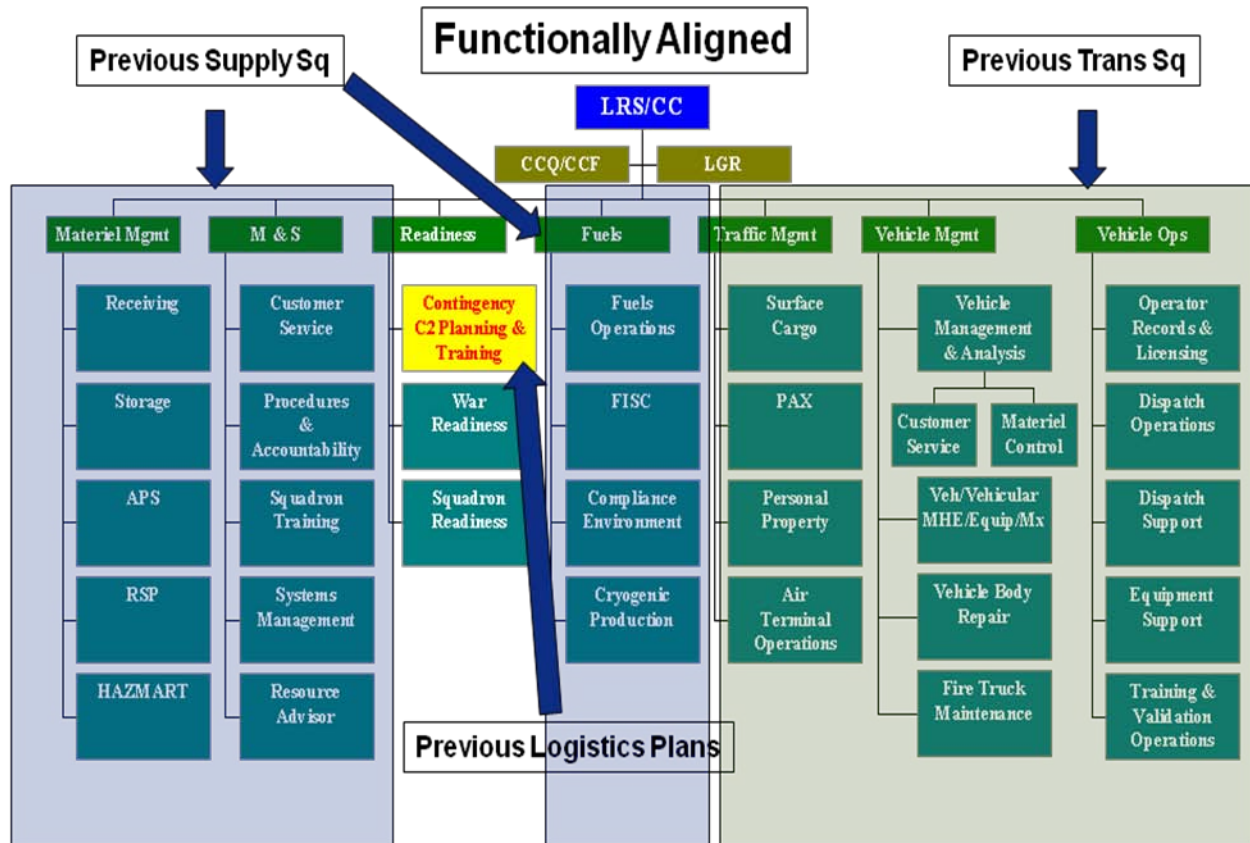 Functionally Aligned
Previous Supply Sq
Previous Trans Sq
LRS/CC
CCQ/CCF
LGR
Materiel Mgmt
M & S
Readiness
Fuels
Traffic Mgmt
Vehicle Mgmt
Vehicle Ops
Receiving
Storage
APS
RSP
HAZMART
Customer
Service
Procedures
&
Accountability
Squadron
Training
Systems
Management
Resource
Advisor
Contingency
C2 Planning &
Training
War
Readiness
Squadron
Readiness
Fuels
Operations
FISC
Compliance
Environment
Cryogenic
Production
Surface
Cargo
PAX
Personal
Property
Air
Terminal
Operations
Vehicle
Management
& Analysis
Customer
Service
Materiel
Control
Veh/Vehicular
MHE/Equip/Mx
Vehicle Body
Repair
Fire Truck
Maintenance
Operator
Records &
Licensing
Dispatch
Operations
Dispatch
Support
Equipment
Support
Training &
Validation
Operations
Previous Logistics Plans